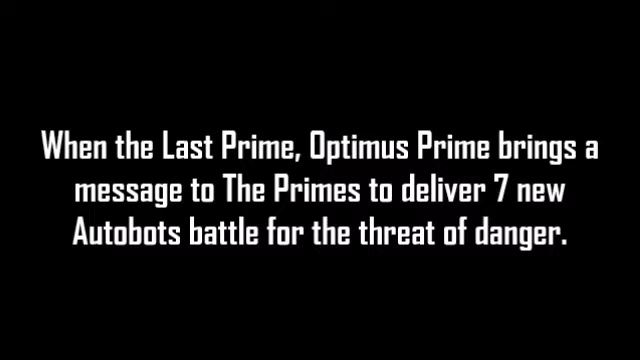 When the Last Prime, Optimus Prime brings a
message to The Primes to deliver 7 new
Autobots battle for the threat of danger.